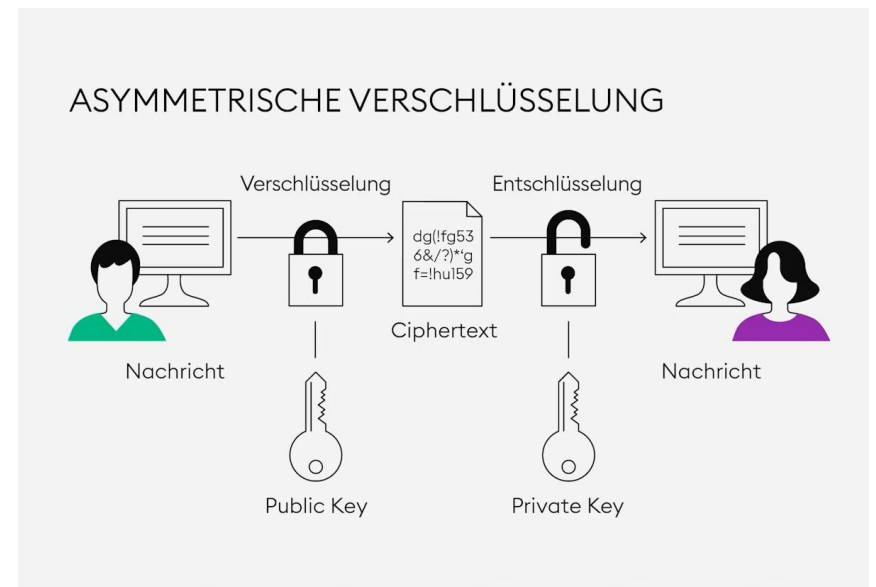 ASYMMETRISCHE VERSCHLÜSSELUNG
Verschlüsselung
Entschlüsselung
dg(!fg53
6&/?)*'g
f=!hu159
Ciphertext
Nachricht
Nachricht
Public Key
Private Key